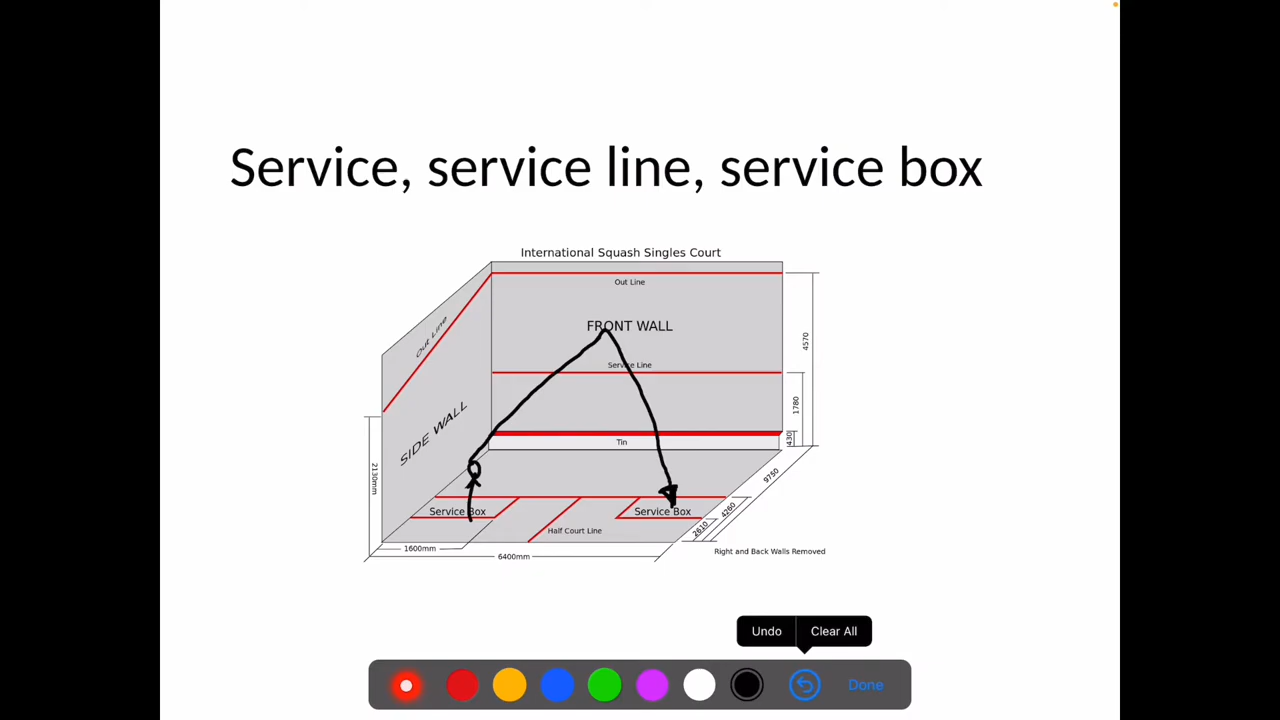 Service, service line, service box
International Squash Singles Court
Out Line
Out Line
FRONT WALL
4570
Service Line
1780
SIDE WALL
Tin
430
2130mm
9750
Service Box
Service Box
4260
Half Court Line
2610
1600mm
6400mm
Right and Back Walls Removed
Undo
Clear All
Done